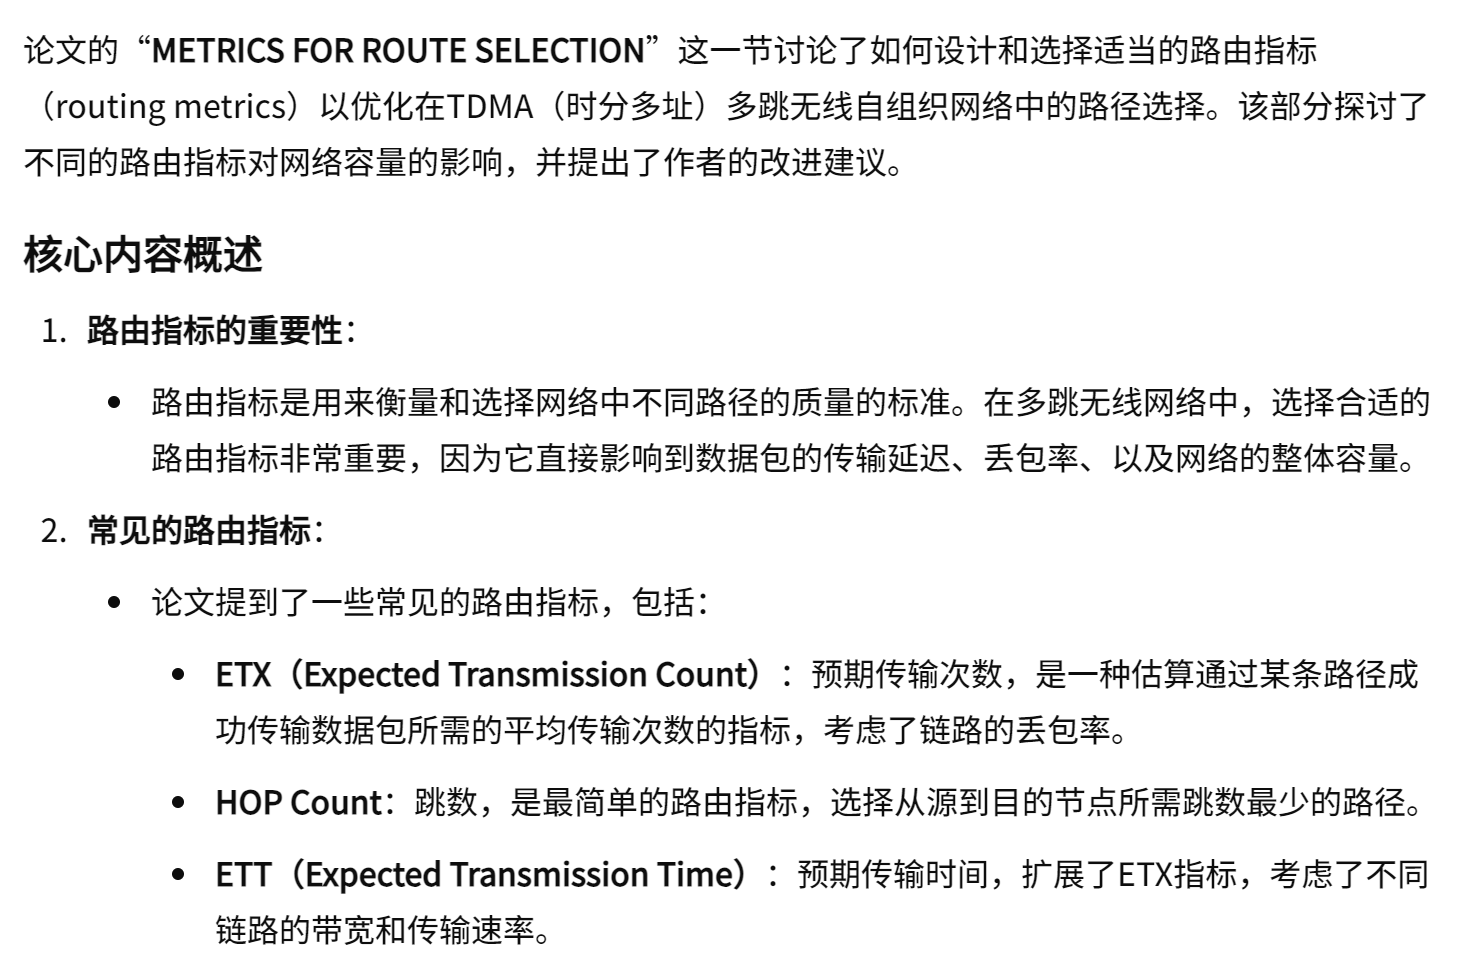 论文的“METRICS FOR ROUTE SELECTION”这一节讨论了如何设计和选择适当的路由指标
（routing metrics）以优化在TDMA（时分多址）多跳无线自组织网络中的路径选择。该部分探讨了
不同的路由指标对网络容量的影响，并提出了作者的改进建议。
核心内容概述
1. 路由指标的重要性：
• 路由指标是用来衡量和选择网络中不同路径的质量的标准。在多跳无线网络中，选择合适的
路由指标非常重要，因为它直接影响到数据包的传输延迟、丢包率、以及网络的整体容量。
2. 常见的路由指标：
• 论文提到了一些常见的路由指标，包括：
• ETX（Expected Transmission Count）：预期传输次数，是一种估算通过某条路径成
功传输数据包所需的平均传输次数的指标，考虑了链路的丢包率。
• HOP Count：跳数，是最简单的路由指标，选择从源到目的节点所需跳数最少的路径。
• ETT（Expected Transmission Time）：预期传输时间，扩展了ETX指标，考虑了不同
链路的带宽和传输速率。